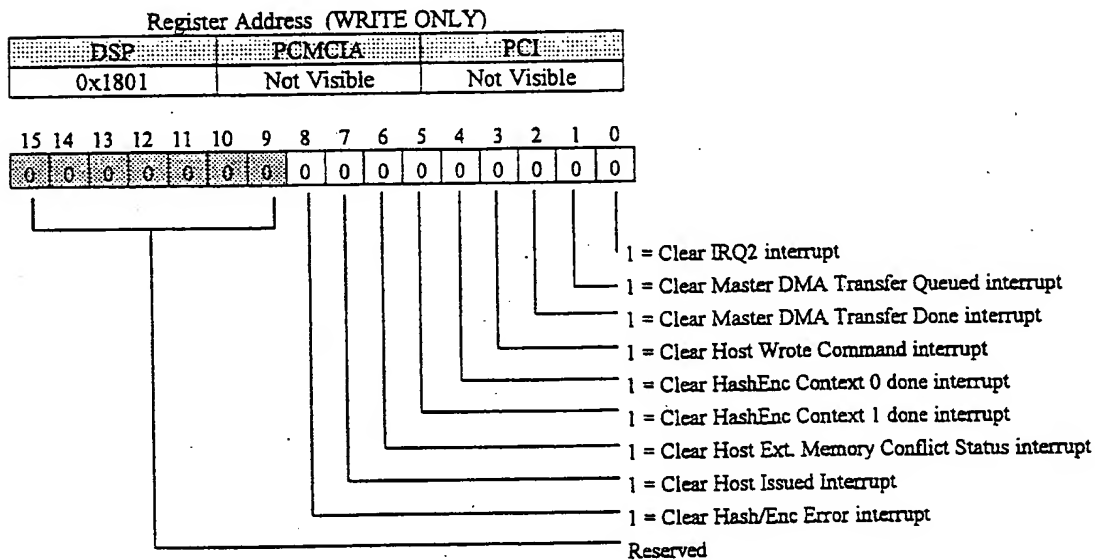 Register Address (WRITE ONLY)
DSP PCMCIA PCI
0x1801 Not Visible Not Visible
15 14 13 12 11 10 9 8 7 6 5 4 3 2 1 0
0 0 0 0 0 0 0 0 0 0 0 0 0 0 0 0
1 = Clear IRQ2 interrupt
1 = Clear Master DMA Transfer Queued interrupt
1 = Clear Master DMA Transfer Done interrupt
1 = Clear Host Wrote Command interrupt
1 = Clear HashEnc Context 0 done interrupt
1 = Clear HashEnc Context 1 done interrupt
1 = Clear Host Ext. Memory Conflict Status interrupt
1 = Clear Host Issued Interrupt
1 = Clear Hash/Enc Error interrupt
Reserved